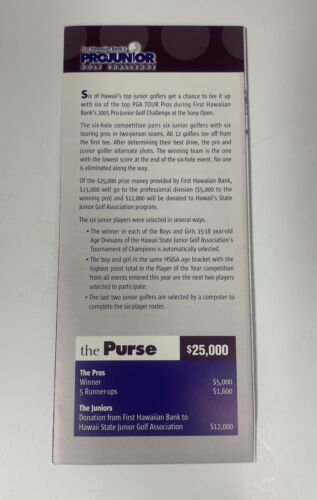 First Hawaiian Bank's
PROJUNIOR
GOLF CHALLENGE
Six of Hawaii's top junior golfers get a chance to tee it up
with six of the top PGA TOUR Pros during First Hawaiian
Bank's 2005 Pro-Junior Golf Challenge at the Sony Open.
The six-hole competition pairs six junior golfers with six
touring pros in two-person teams. All 12 golfers tee off from
the first tee. After determining their best drive, the pro and
junior golfer alternate shots. The winning team is the one
with the lowest score at the end of the six-hole event. No one
is eliminated along the way.
Of the $25,000 prize money provided by First Hawaiian Bank,
$13,000 will go to the professional division ($5,000 to the
winning pro) and $12,000 will be donated to Hawaii's State
Junior Golf Association program.
The six junior players were selected in several ways.
• The winner in each of the Boys and Girls 15-18 year-old
Age Divisions of the Hawaii State Junior Golf Association's
Tournament of Champions is automatically selected.
• The boy and girl in the same HSJGA age bracket with the
highest point total in the Player of the Year competition
from all events entered this year are the next two players
selected to participate.
• The last two junior golfers are selected by a computer to
complete the six-player roster.
the Purse $25,000
The Pros
Winner $5,000
5 Runner-ups $1,600
The Juniors
Donation from First Hawaiian Bank to
Hawaii State Junior Golf Association $12,000